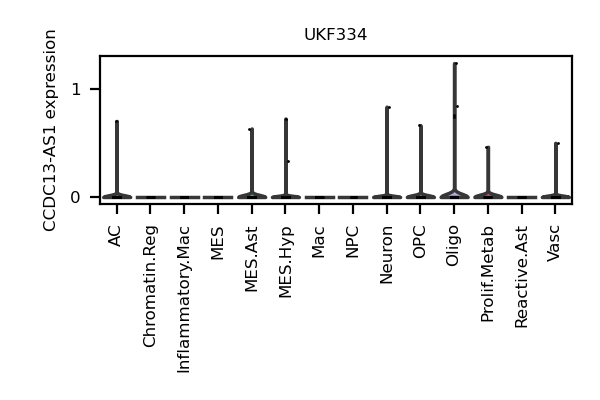 UKF334
CCDC13-AS1 expression
1
0
AC
Chromatin.Reg
Inflammatory.Mac
MES
MES.Ast
MES.Hyp
Mac
NPC
Neuron
OPC
Oligo
Prolif.Metab
Reactive.Ast
Vasc